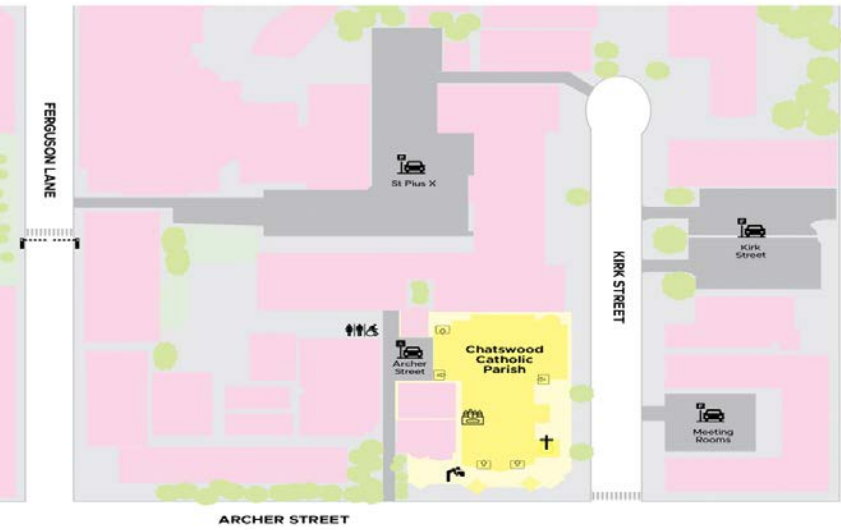 FERGUSON LANE
St Pius X
KIRK STREET
Kirk
Street
Archer
Street
Chatswood
Catholic
Parish
Meeting
Rooms
ARCHER STREET